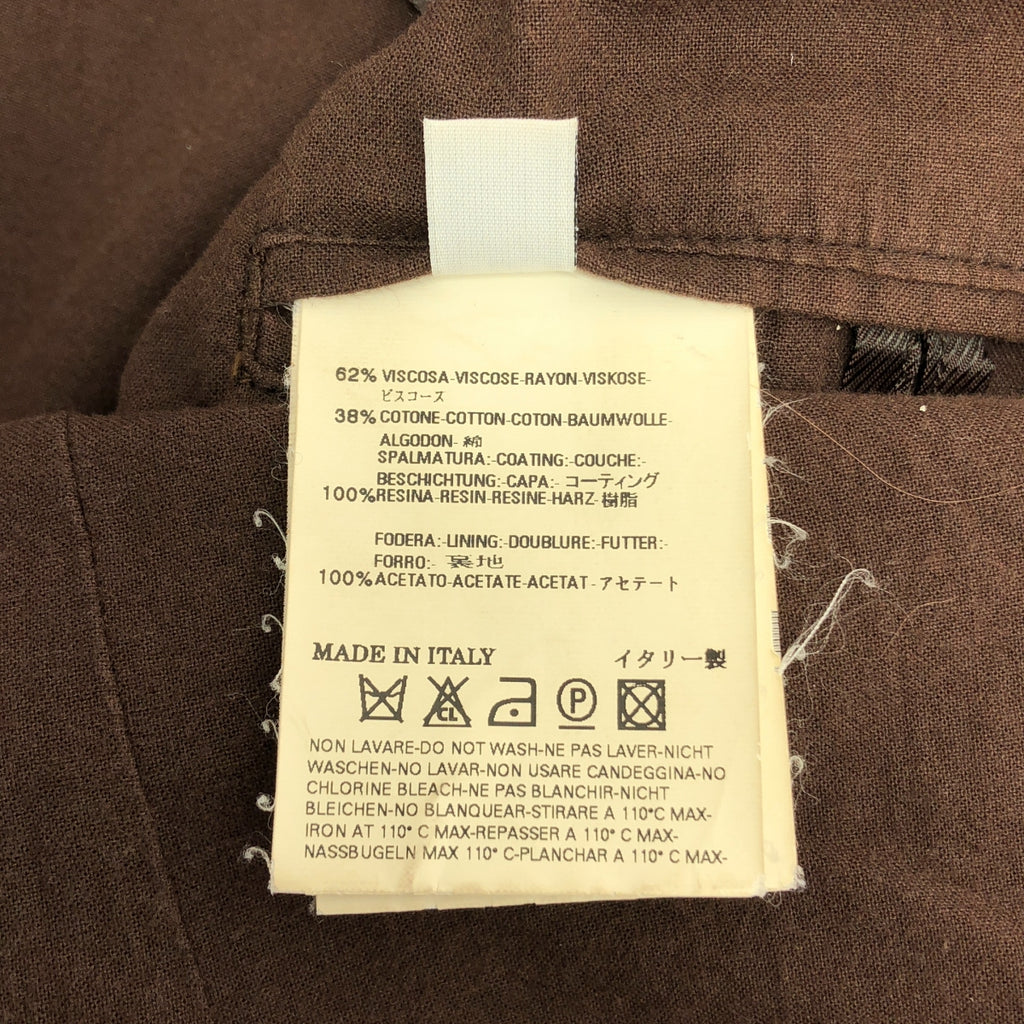 62% VISCOSA-VISCOSE-RAYON-VISKOSE-
ビスコース
38% COTONE-COTTON-COTON-BAUMWOLLE-
ALGODON- 綿
SPALMATURA:-COATING:-COUCHE:-
BESCHICHTUNG:-CAPA:- コーティング
100% RESINA-RESIN-RESINE-HARZ-樹脂
FODERA:-LINING:-DOUBLURE:-FUTTER:-
FORRO:- 裏地
100% ACETATO-ACETATE-ACETAT-アセテート
MADE IN ITALY イタリー製
CL P
NON LAVARE-DO NOT WASH-NE PAS LAVER-NICHT
WASCHEN-NO LAVAR-NON USARE CANDEGGINA-NO
CHLORINE BLEACH-NE PAS BLANCHIR-NICHT
BLEICHEN-NO BLANQUEAR-STIRARE A 110°C MAX-
IRON AT 110° C MAX-REPASSER A 110° C MAX-
NASSBUGELN MAX 110° C-PLANCHAR A 110° C MAX-